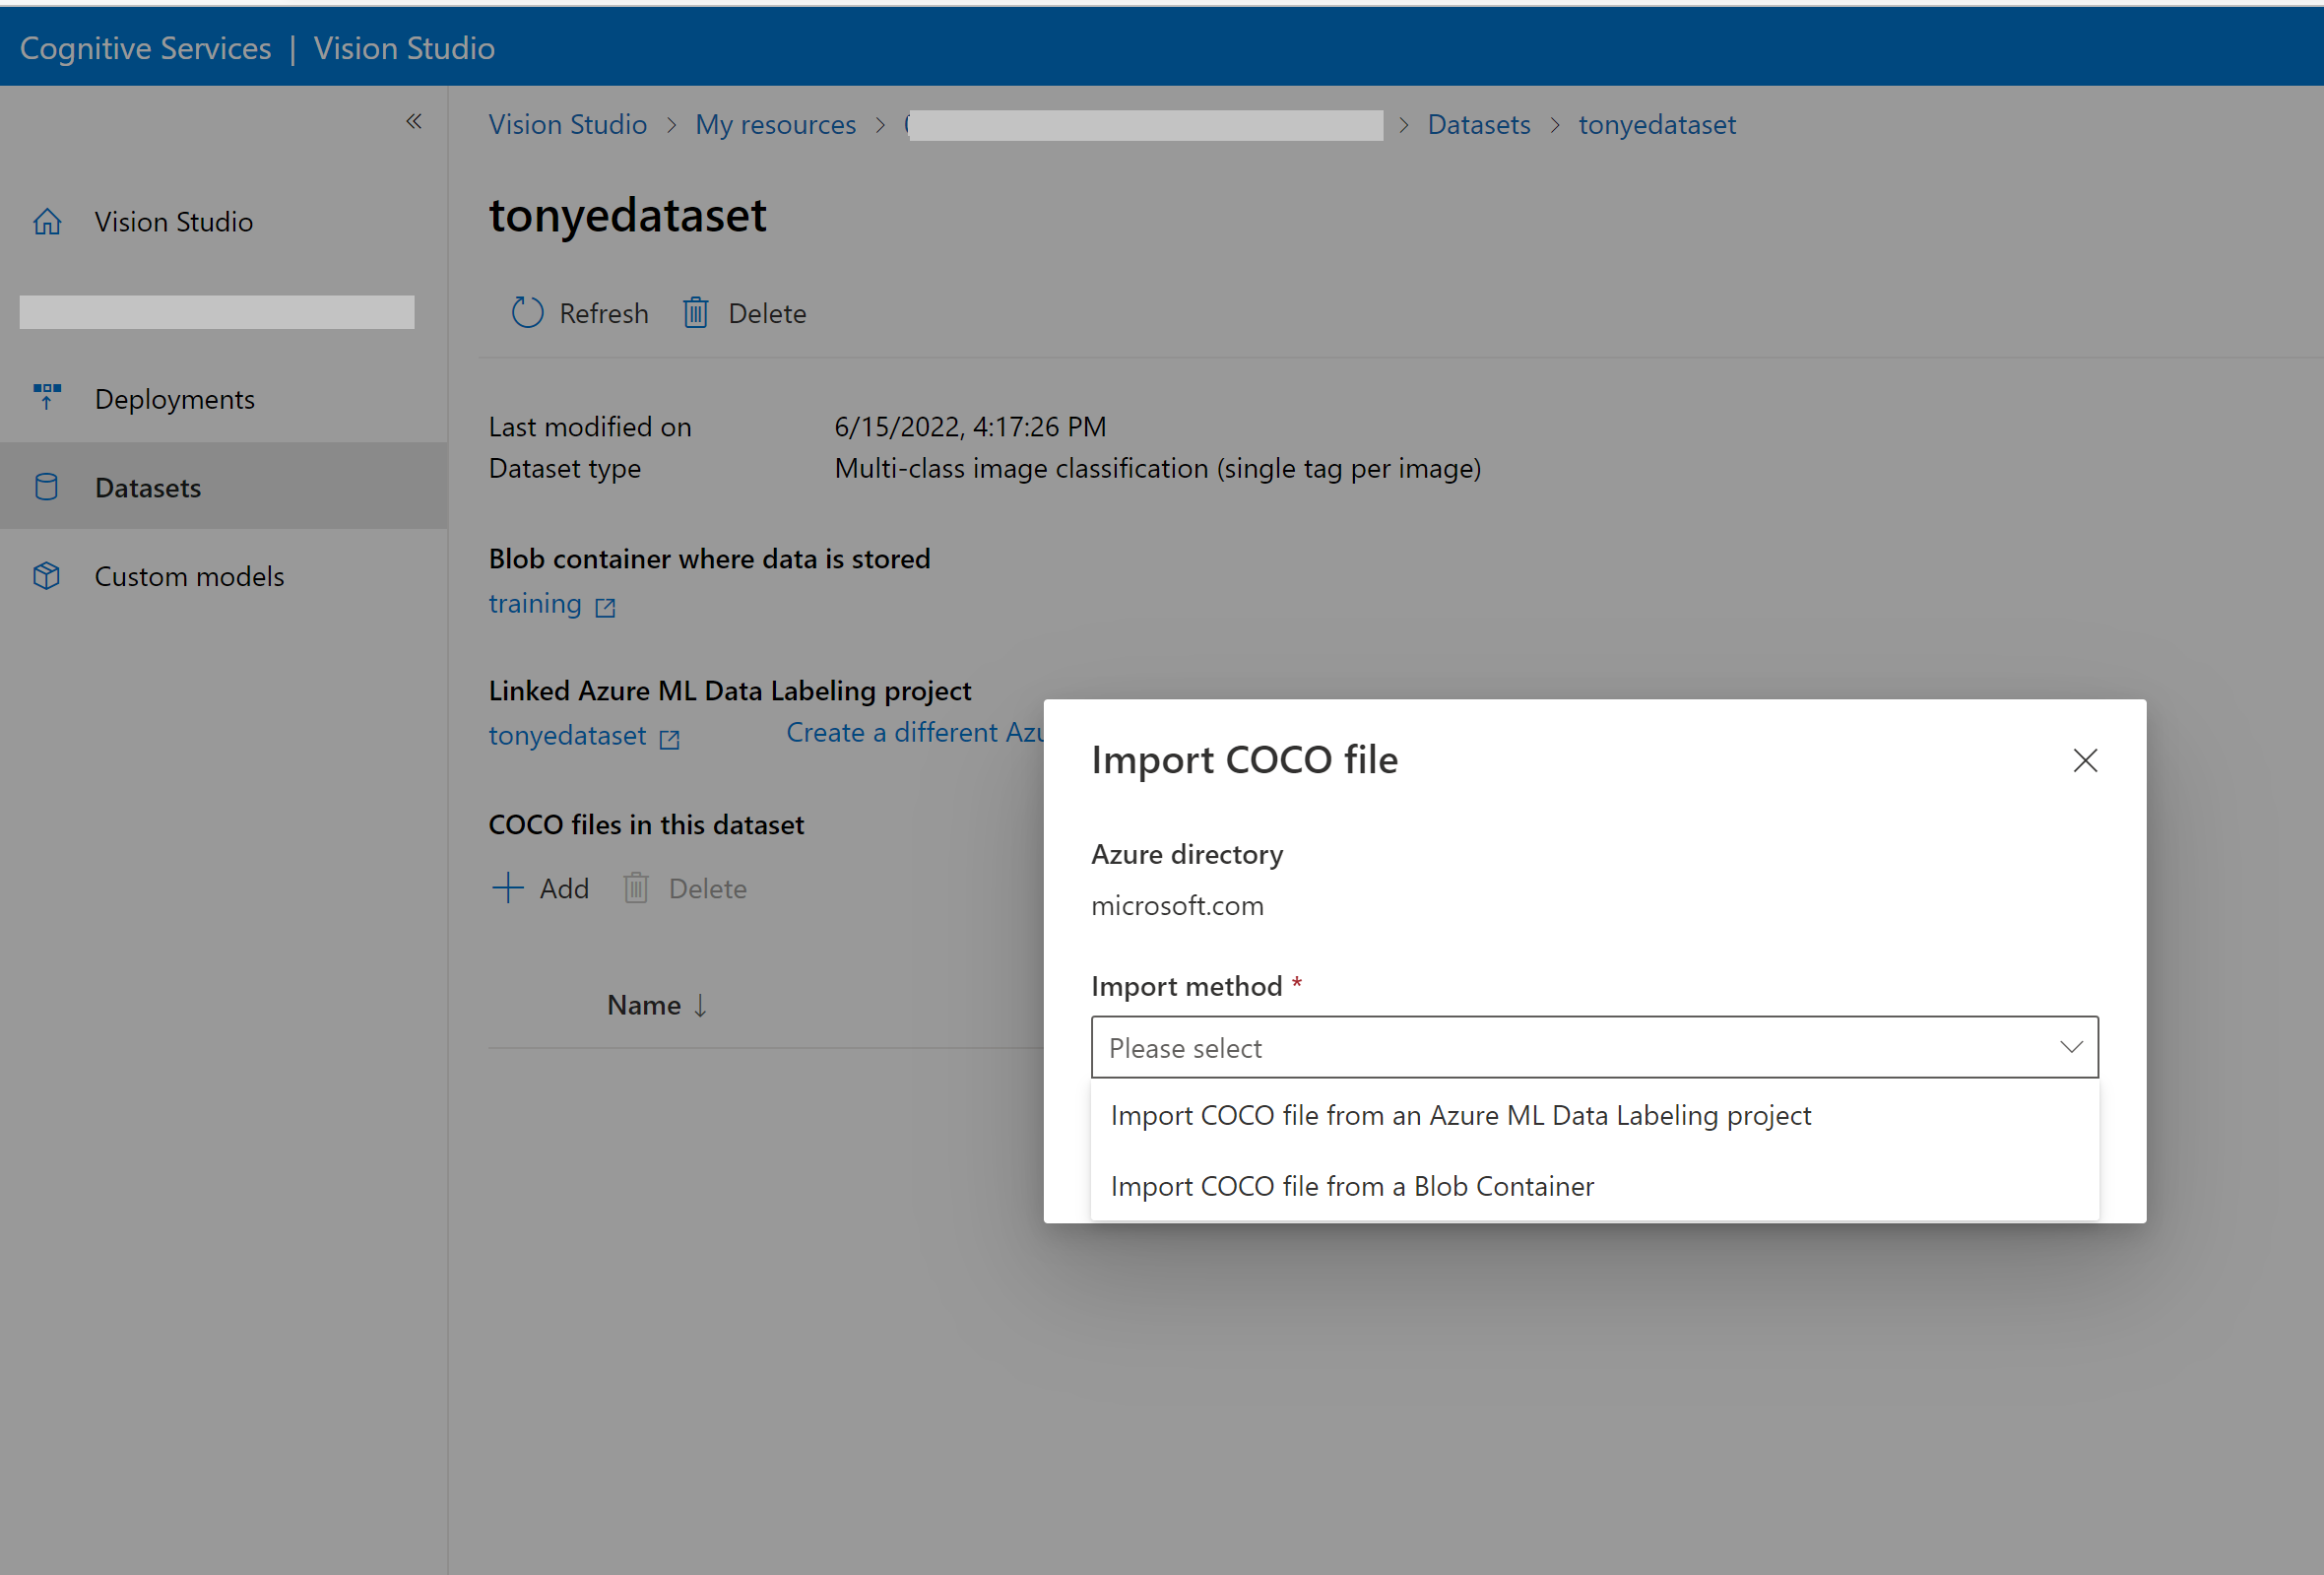 Cognitive Services | Vision Studio
Vision Studio
Deployments
Datasets
Custom models
Vision Studio > My resources > > Datasets > tonyedataset
tonyedataset
Refresh Delete
Last modified on 6/15/2022, 4:17:26 PM
Dataset type Multi-class image classification (single tag per image)
Blob container where data is stored
training
Linked Azure ML Data Labeling project
tonyedataset Create a different
COCO files in this dataset
Add Delete
Name
Import COCO file
Azure directory
microsoft.com
Import method *
Please select
Import COCO file from an Azure ML Data Labeling project
Import COCO file from a Blob Container